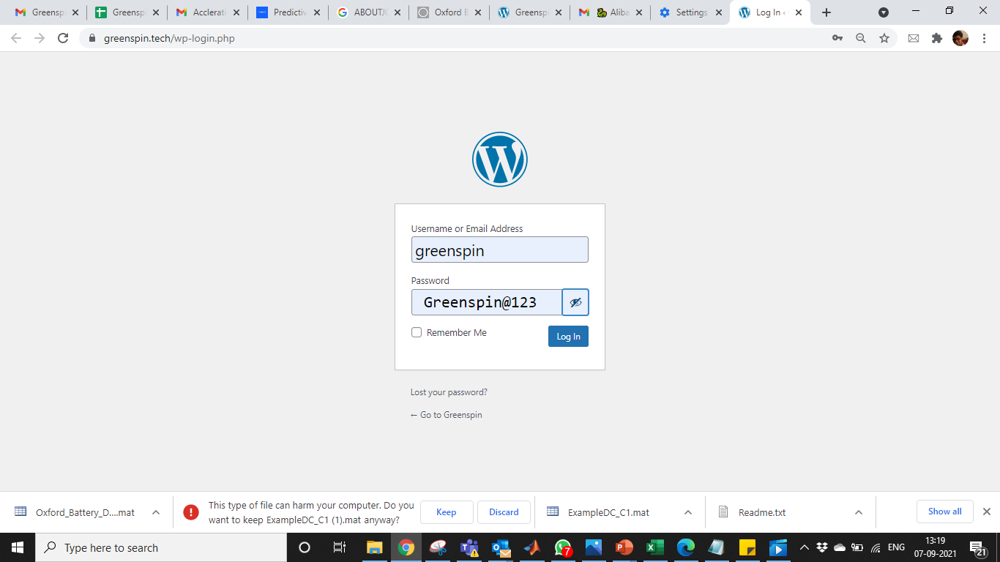 Greensp
Greensp
Acclerat
Predictiv
ABOUTJC
Oxford B
Greensp
Aliba
Settings
Log In ‹
greenspin.tech/wp-login.php
Username or Email Address
greenspin
Password
Greenspin@123
Remember Me
Log In
Lost your password?
← Go to Greenspin
Oxford_Battery_D....mat
This type of file can harm your computer. Do you
want to keep ExampleDC_C1 (1).mat anyway?
Keep
Discard
ExampleDC_C1.mat
Readme.txt
Show all
Type here to search
7
ENG
13:19
07-09-2021
21